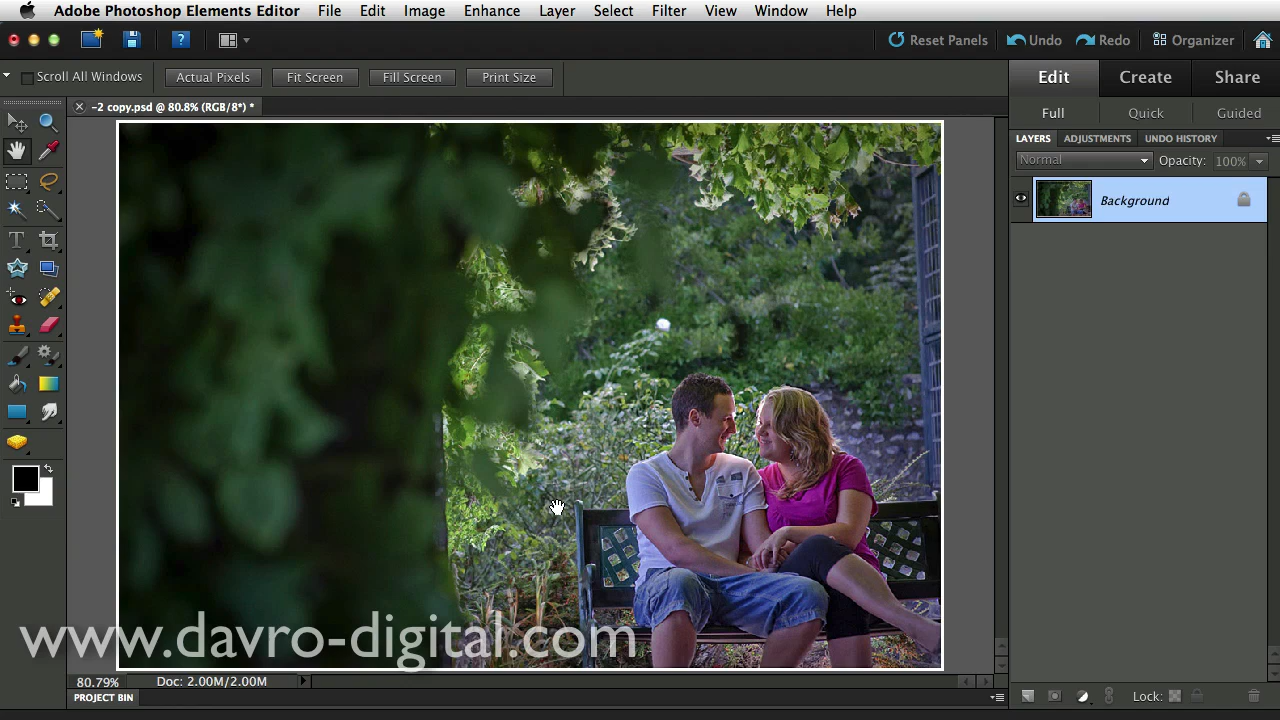 Adobe Photoshop Elements Editor File Edit Image Enhance Layer Select Filter View Window Help
? Reset Panels Undo Redo Organizer
Scroll All Windows Actual Pixels Fit Screen Fill Screen Print Size
Edit Create Share
-2 copy.psd @ 80.8% (RGB/8*) *
Full Quick Guided
LAYERS ADJUSTMENTS UNDO HISTORY
Normal Opacity: 100%
Background
T
www.davro-digital.com
80.79% Doc: 2.00M/2.00M
Lock:
PROJECT BIN